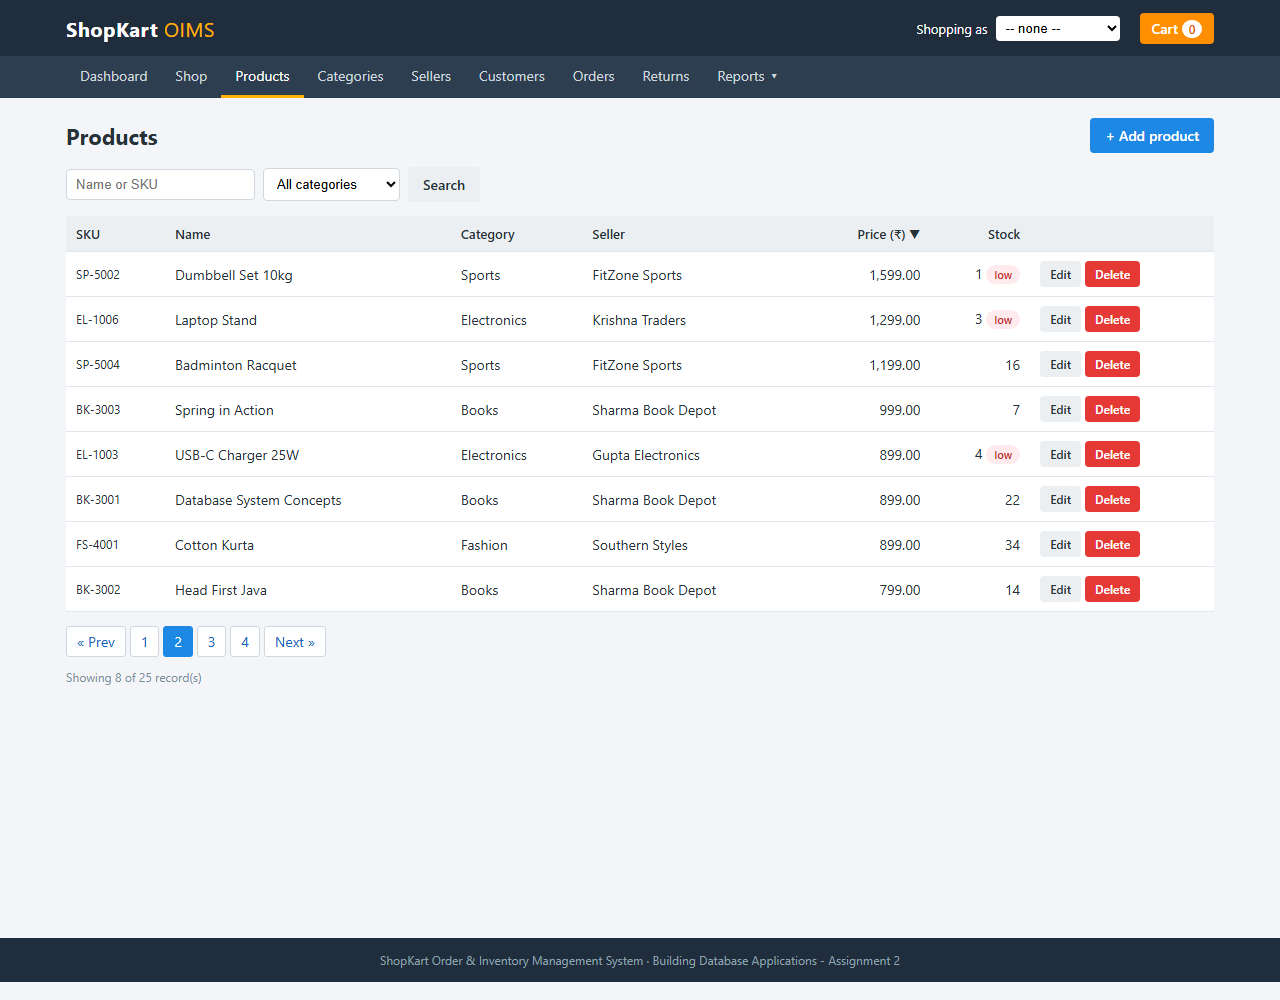 ShopKart OIMS
Shopping as -- none -- Cart 0
Dashboard Shop Products Categories Sellers Customers Orders Returns Reports ▾
Products
+ Add product
Name or SKU All categories Search
SKU Name Category Seller Price (₹) ▼ Stock
SP-5002 Dumbbell Set 10kg Sports FitZone Sports 1,599.00 1 low Edit Delete
EL-1006 Laptop Stand Electronics Krishna Traders 1,299.00 3 low Edit Delete
SP-5004 Badminton Racquet Sports FitZone Sports 1,199.00 16 Edit Delete
BK-3003 Spring in Action Books Sharma Book Depot 999.00 7 Edit Delete
EL-1003 USB-C Charger 25W Electronics Gupta Electronics 899.00 4 low Edit Delete
BK-3001 Database System Concepts Books Sharma Book Depot 899.00 22 Edit Delete
FS-4001 Cotton Kurta Fashion Southern Styles 899.00 34 Edit Delete
BK-3002 Head First Java Books Sharma Book Depot 799.00 14 Edit Delete
« Prev 1 2 3 4 Next »
Showing 8 of 25 record(s)
ShopKart Order & Inventory Management System · Building Database Applications - Assignment 2